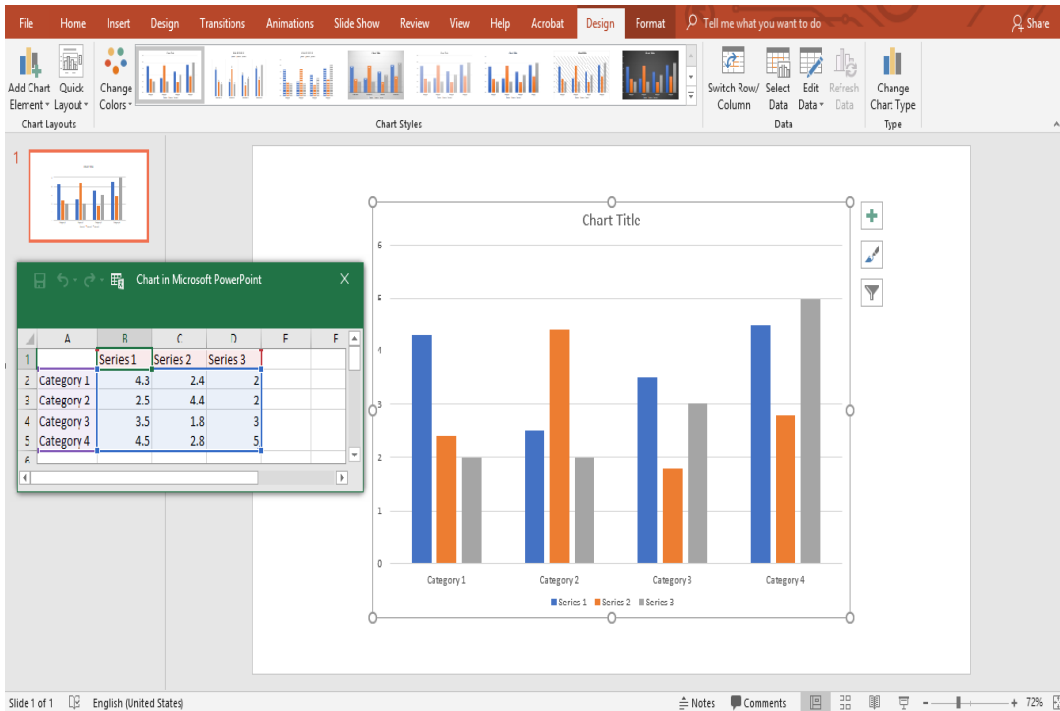 File Home Insert Design Transitions Animations Slide Show Review View Help Acrobat Design Format Tell me what you want to do Share
Add Chart Element Quick Layout Change Colors Switch Row/ Column Select Data Edit Data Refresh Data Change Chart Type
Chart Layouts Chart Styles Data Type
1
Chart in Microsoft PowerPoint
A B C D E F
1 Series 1 Series 2 Series 3
2 Category 1 4.3 2.4 2
3 Category 2 2.5 4.4 2
4 Category 3 3.5 1.8 3
5 Category 4 4.5 2.8 5
6
Chart Title
6
5
4
3
2
1
0
Category 1 Category 2 Category 3 Category 4
Series 1 Series 2 Series 3
Slide 1 of 1 English (United States) Notes Comments 72%